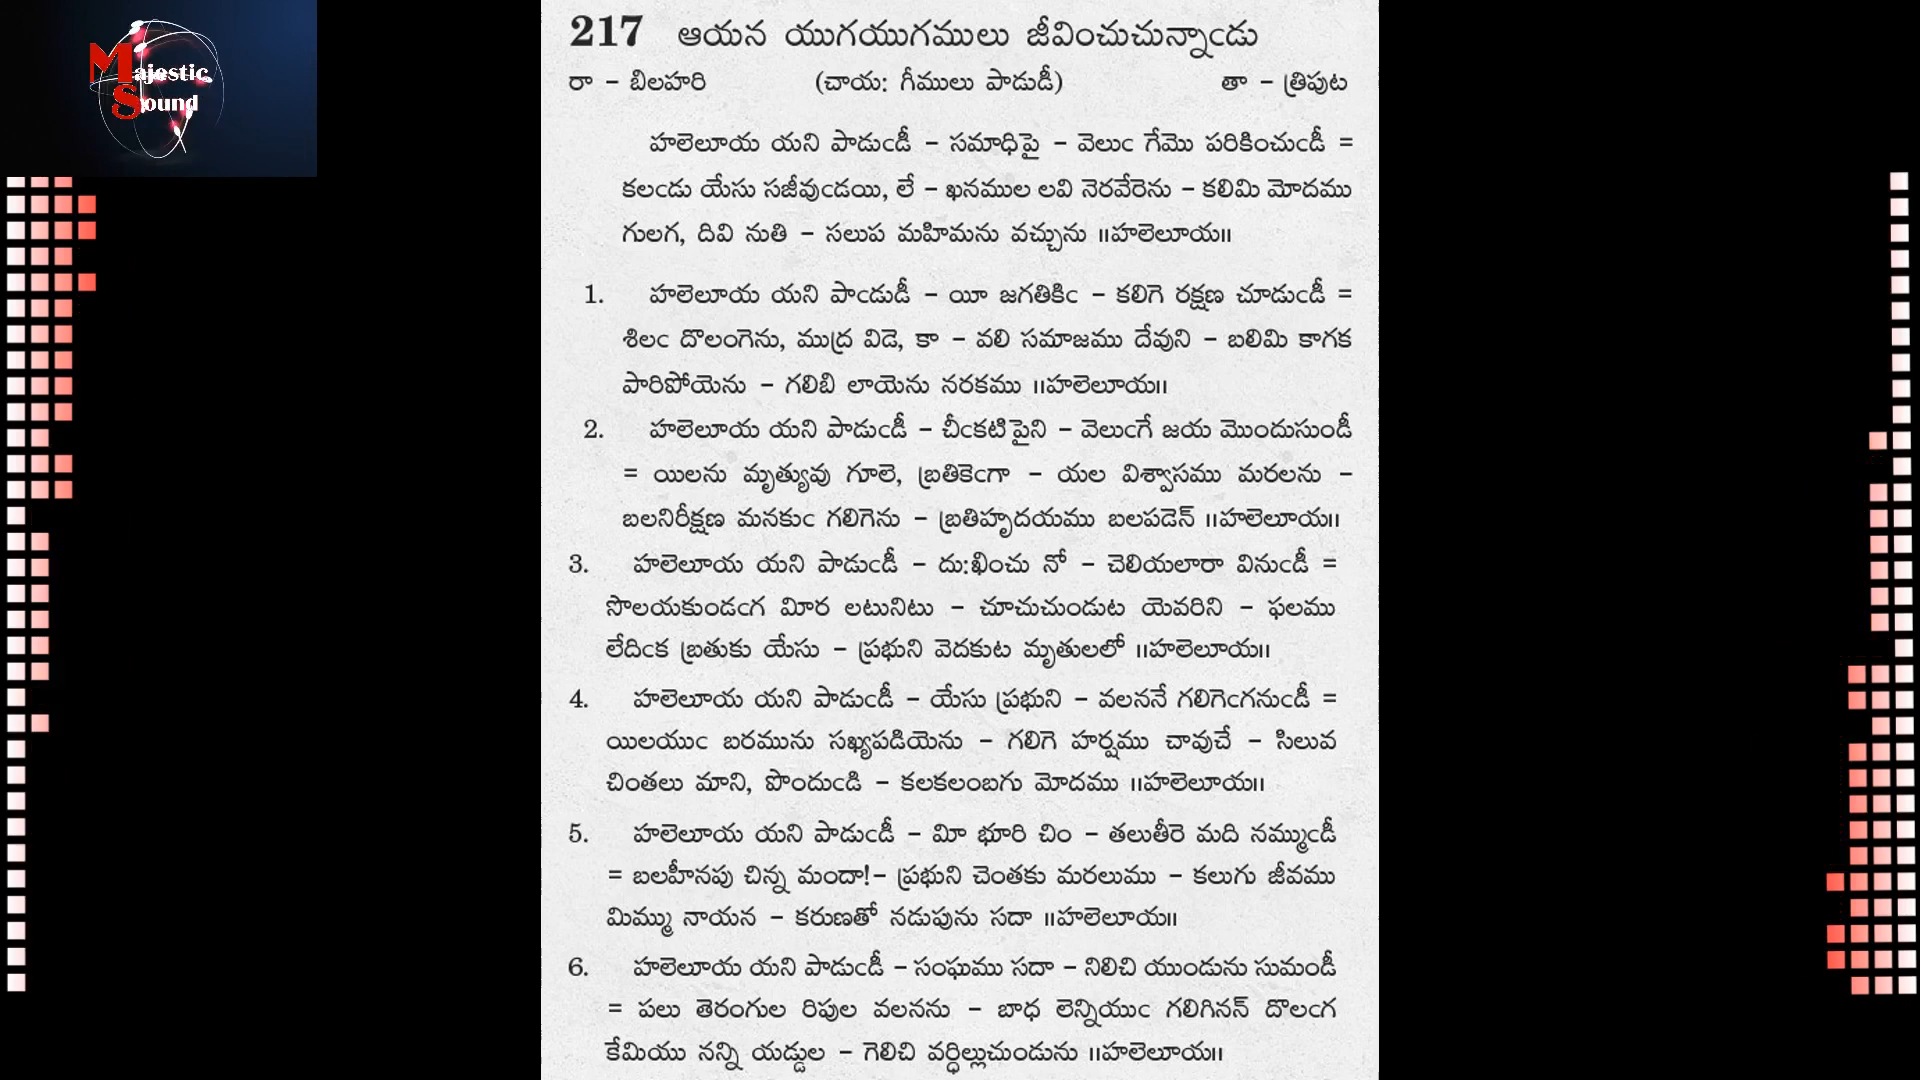 Majestic
Sound
217 ఆయన యుగయుగములు జీవించుచున్నాఁడు
రా - బిలహరి (చాయ: గీములు పాడుడీ) తా - త్రిపుట
హలెలూయ యని పాడుఁడీ - సమాధిపై - వెలుఁ గేమొ పరికించుఁడీ =
కలఁడు యేసు సజీవుఁడయి, లే - ఖనముల లవి నెరవేరెను - కలిమి మోదము
గులగ, దివి నుతి - సలుప మహిమను వచ్చును ॥హలెలూయ॥
1. హలెలూయ యని పాఁడుడీ - యీ జగతికిఁ - కలిగె రక్షణ చూడుఁడీ =
శిలఁ దొలంగెను, ముద్ర విడె, కా - వలి సమాజము దేవుని - బలిమి కాగక
పారిపోయెను - గలిబి లాయెను నరకము ॥హలెలూయ॥
2. హలెలూయ యని పాడుఁడీ - చీఁకటిపైని - వెలుఁగే జయ మొందుసుండీ
= యిలను మృత్యువు గూలె, బ్రతికెఁగా - యల విశ్వాసము మరలను -
బలనిరీక్షణ మనకుఁ గలిగెను - బ్రతిహృదయము బలపడెన్ ॥హలెలూయ॥
3. హలెలూయ యని పాడుఁడీ - దు:ఖించు నో - చెలియలారా వినుఁడీ =
సొలయకుండఁగ మీర లటునిటు - చూచుచుండుట యెవరిని - ఫలము
లేదిఁక బ్రతుకు యేసు - ప్రభుని వెదకుట మృతులలో ॥హలెలూయ॥
4. హలెలూయ యని పాడుఁడీ - యేసు ప్రభుని - వలననే గలిగెఁగనుఁడీ =
యిలయుఁ బరమును సఖ్యపడియెను - గలిగె హర్షము చావుచే - సిలువ
చింతలు మాని, పొందుఁడి - కలకలంబగు మోదము ॥హలెలూయ॥
5. హలెలూయ యని పాడుఁడీ - మీ భూరి చిం - తలుతీరె మది నమ్ముఁడీ
= బలహీనపు చిన్న మందా!- ప్రభుని చెంతకు మరలుము - కలుగు జీవము
మిమ్ము నాయన - కరుణతో నడుపును సదా ॥హలెలూయ॥
6. హలెలూయ యని పాడుఁడీ - సంఘము సదా - నిలిచి యుండును సుమండీ
= పలు తెరంగుల రిపుల వలనను - బాధ లెన్నియుఁ గలిగినన్ దొలఁగ
కేమియు నన్ని యడ్డుల - గెలిచి వర్ధిల్లుచుండును ॥హలెలూయ॥